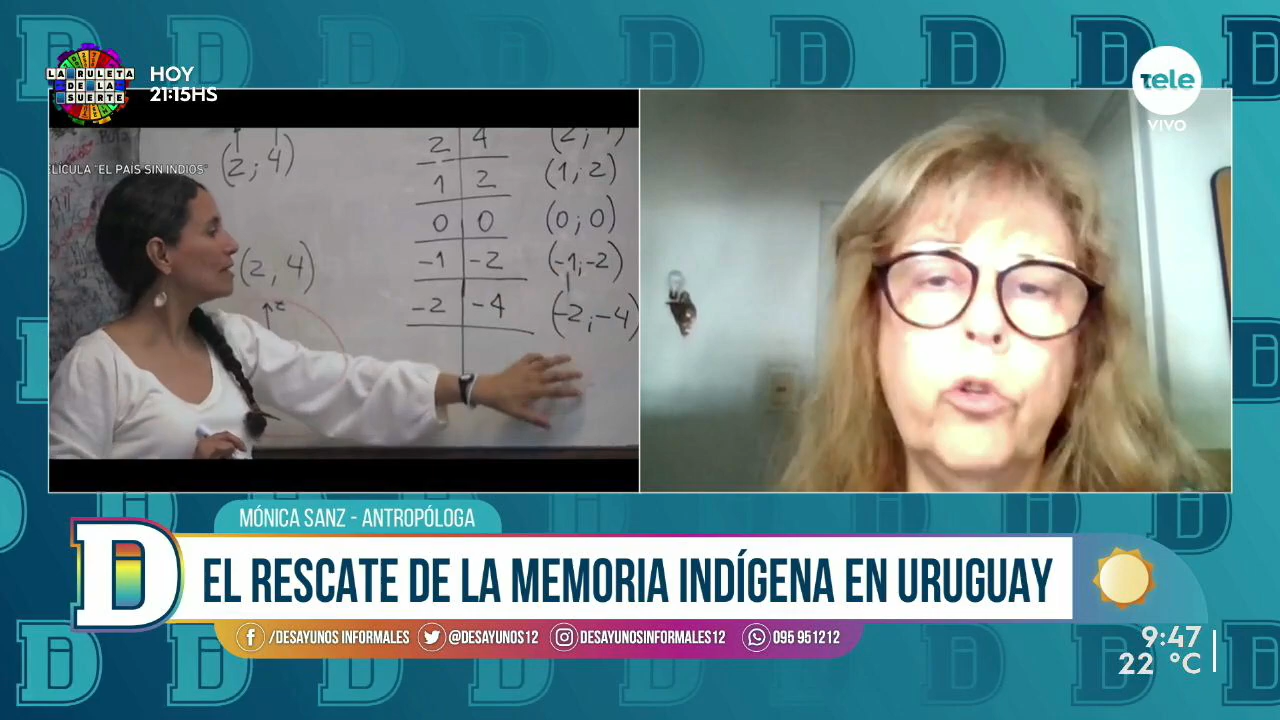 LA RULETA
DE LA
SUERTE
HOY
21:15HS
Tele
VIVO
ELÍCULA "EL PAÍS SIN INDIOS"
(2; 4)
(2, 4)
2 4
1 2 (1; 2)
0 0 (0; 0)
-1 -2 (-1;-2)
-2 -4 (-2;-4)
MÓNICA SANZ - ANTROPÓLOGA
D
EL RESCATE DE LA MEMORIA INDÍGENA EN URUGUAY
/DESAYUNOS INFORMALES @DESAYUNOS12 DESAYUNOSINFORMALES12 095 951212
9:47
22 °C